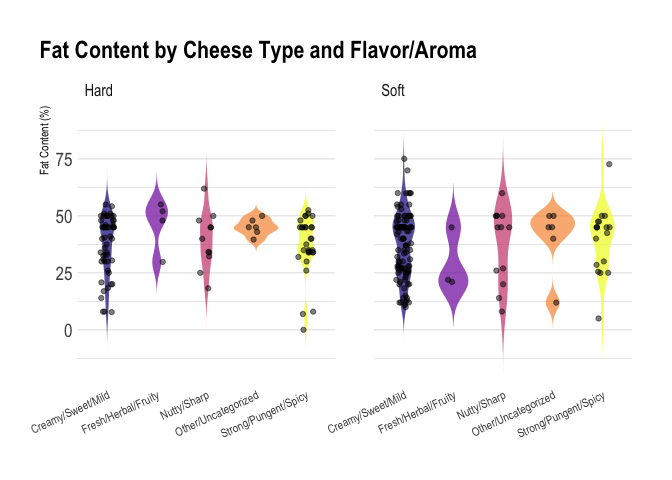 Fat Content by Cheese Type and Flavor/Aroma
Hard
Soft
Fat Content (%)
75
50
25
0
Creamy/Sweet/Mild
Fresh/Herbal/Fruity
Nutty/Sharp
Other/Uncategorized
Strong/Pungent/Spicy
Creamy/Sweet/Mild
Fresh/Herbal/Fruity
Nutty/Sharp
Other/Uncategorized
Strong/Pungent/Spicy